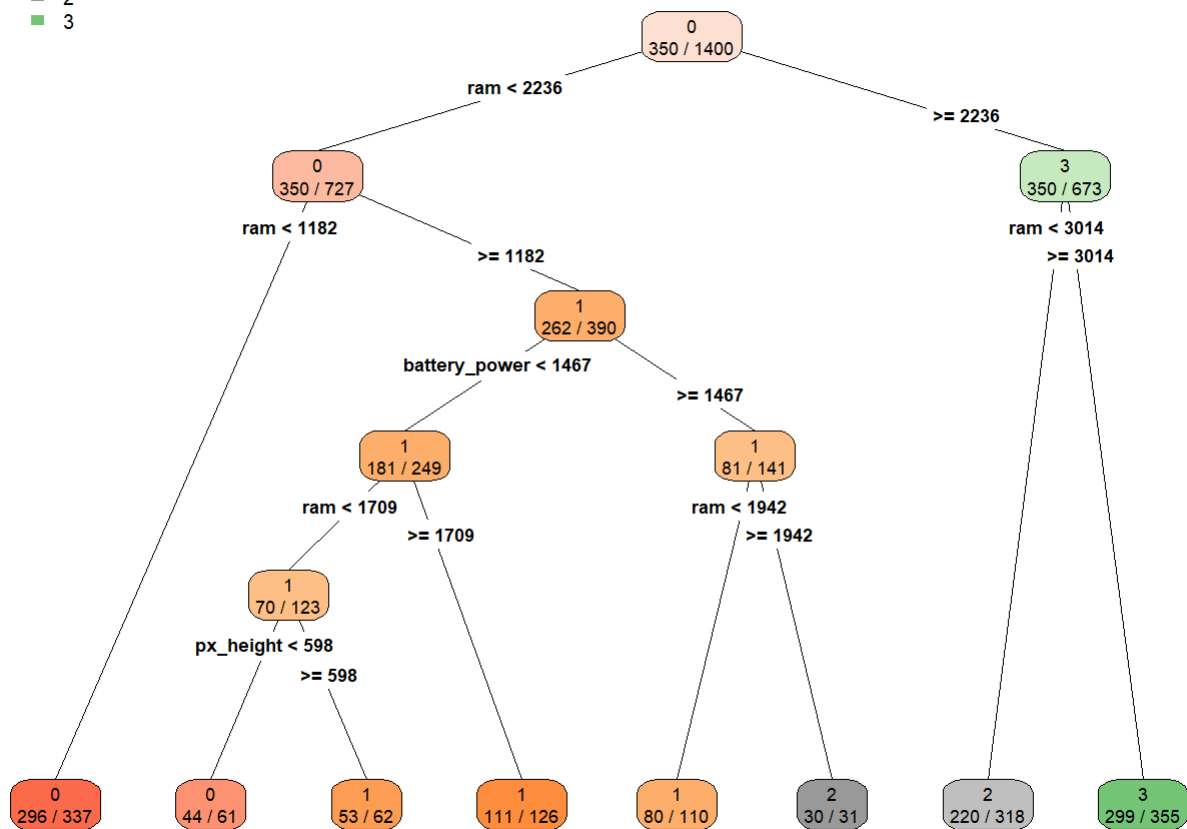 3
0
350 / 1400
ram < 2236
>= 2236
0
350 / 727
3
350 / 673
ram < 1182
ram < 3014
>= 1182
>= 3014
1
262 / 390
battery_power < 1467
>= 1467
1
181 / 249
1
81 / 141
ram < 1709
ram < 1942
>= 1709
>= 1942
1
70 / 123
px_height < 598
>= 598
0
296 / 337
0
44 / 61
1
53 / 62
1
111 / 126
1
80 / 110
2
30 / 31
2
220 / 318
3
299 / 355